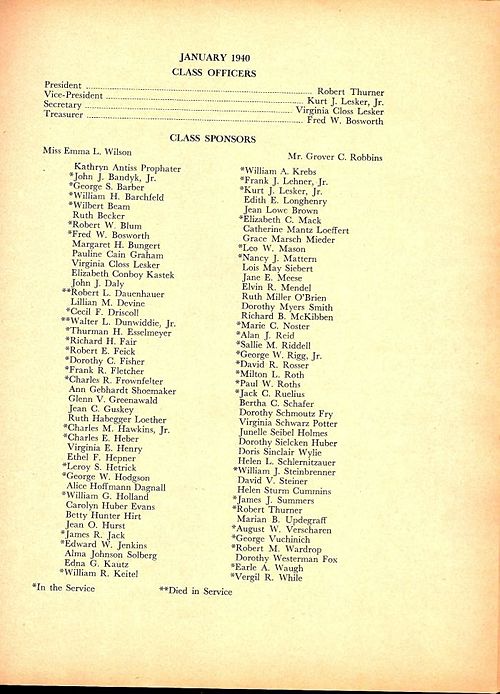 JANUARY 1940
CLASS OFFICERS
President Robert Thurner
Vice-President Kurt J. Lesker, Jr.
Secretary Virginia Closs Lesker
Treasurer Fred W. Bosworth
CLASS SPONSORS
Miss Emma L. Wilson
Mr. Grover C. Robbins
Kathryn Antiss Prophater
*John J. Bandyk, Jr.
*George S. Barber
*William H. Barchfeld
*Wilbert Beam
Ruth Becker
*Robert W. Blum
*Fred W. Bosworth
Margaret H. Bungert
Pauline Cain Graham
Virginia Closs Lesker
Elizabeth Conboy Kastek
John J. Daly
**Robert L. Dauenhauer
Lillian M. Devine
*Cecil F. Driscoll
**Walter L. Dunwiddie, Jr.
*Thurman H. Esselmeyer
*Richard H. Fair
*Robert E. Feick
*Dorothy C. Fisher
*Frank R. Fletcher
*Charles R. Frownfelter
Ann Gebhardt Shoemaker
Glenn V. Greenawald
Jean C. Guskey
Ruth Habegger Loether
*Charles M. Hawkins, Jr.
*Charles E. Heber
Virginia E. Henry
Ethel F. Hepner
*Leroy S. Hetrick
*George W. Hodgson
Alice Hoffmann Dagnall
*William G. Holland
Carolyn Huber Evans
Betty Hunter Hirt
Jean O. Hurst
*James R. Jack
*Edward W. Jenkins
Alma Johnson Solberg
Edna G. Kautz
*William R. Keitel
*William A. Krebs
*Frank J. Lehner, Jr.
*Kurt J. Lesker, Jr.
Edith E. Longhenry
Jean Lowe Brown
*Elizabeth C. Mack
Catherine Mantz Loeffert
Grace Marsch Mieder
*Leo W. Mason
*Nancy J. Mattern
Lois May Siebert
Jane E. Meese
Elvin R. Mendel
Ruth Miller O'Brien
Dorothy Myers Smith
Richard B. McKibben
*Marie C. Noster
*Alan J. Reid
*Sallie M. Riddell
*George W. Rigg, Jr.
*David R. Rosser
*Milton L. Roth
*Paul W. Roths
*Jack C. Ruelius
Bertha C. Schafer
Dorothy Schmoutz Fry
Virginia Schwarz Potter
Junelle Seibel Holmes
Dorothy Sielcken Huber
Doris Sinclair Wylie
Helen L. Schlernitzauer
*William J. Steinbrenner
David V. Steiner
Helen Sturm Cummins
*James J. Summers
*Robert Thurner
Marian B. Updegraff
*August W. Verscharen
*George Vuchinich
*Robert M. Wardrop
Dorothy Westerman Fox
*Earle A. Waugh
*Vergil R. While
*In the Service **Died in Service